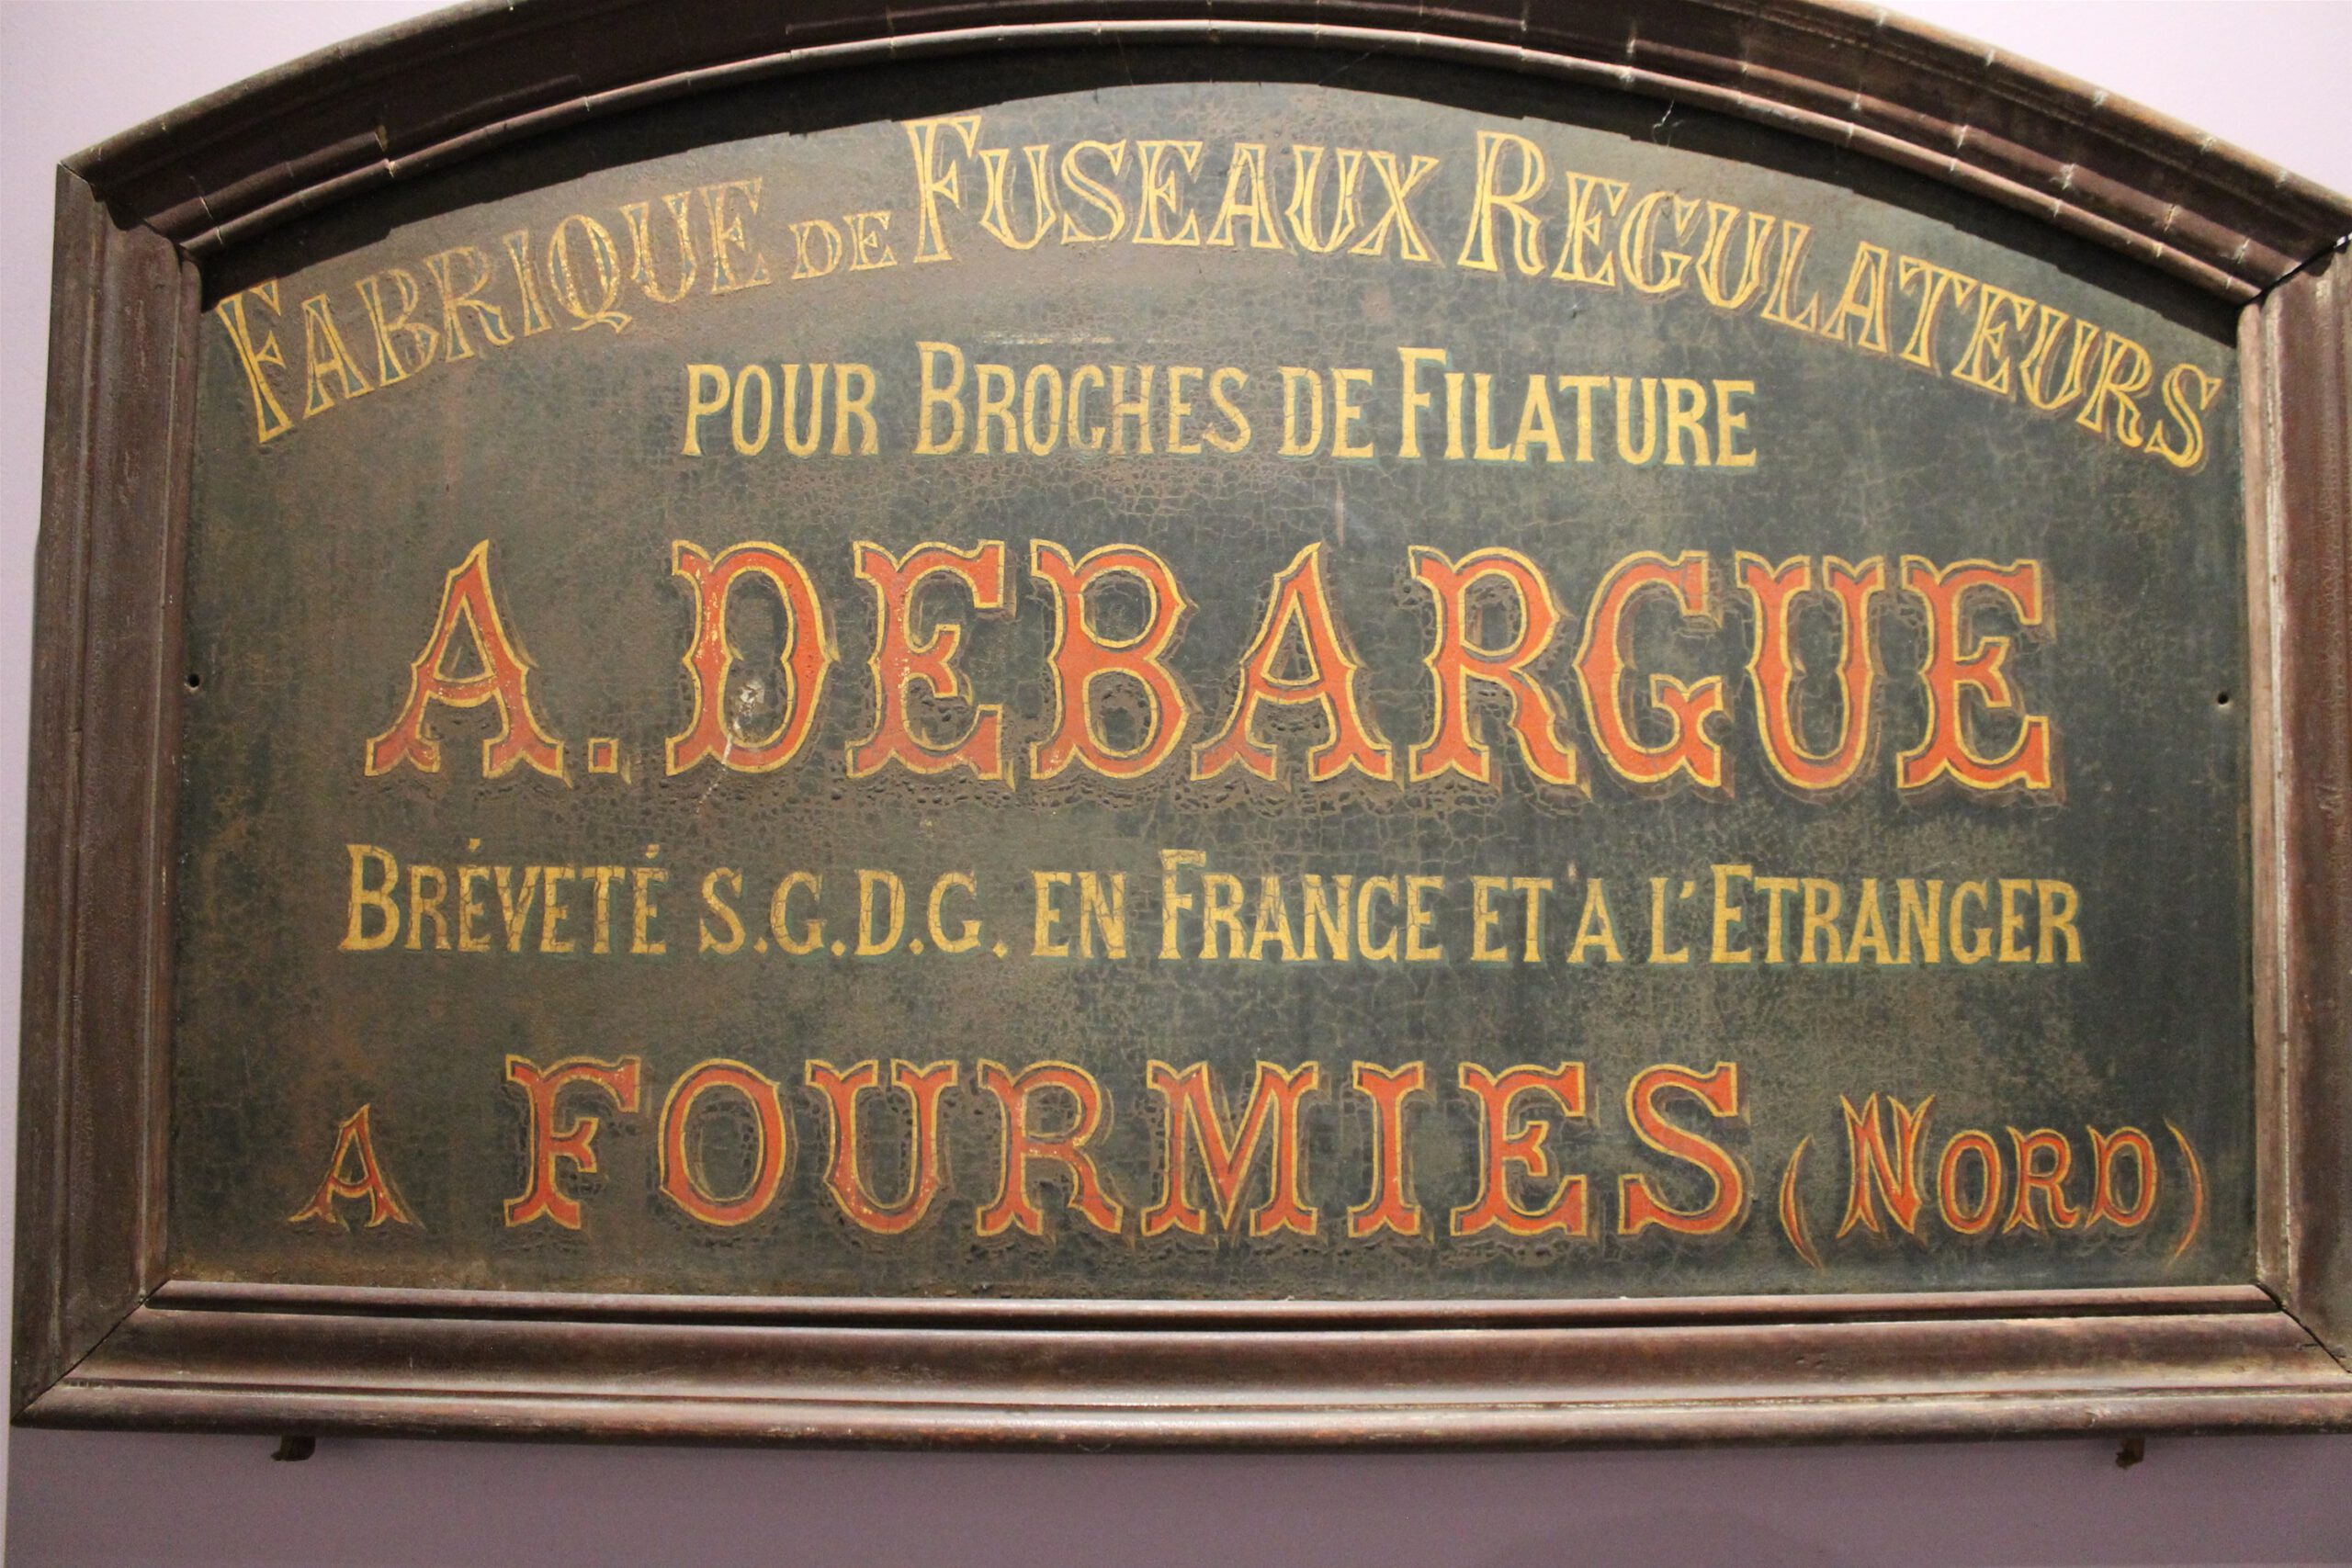 FABRIQUE DE FUSEAUX REGULATEURS
POUR BROCHES DE FILATURE
A. DEBARGUE
BRÉVETÉ S.G.D.G. EN FRANCE ET A L'ETRANGER
A FOURMIES (NORD)